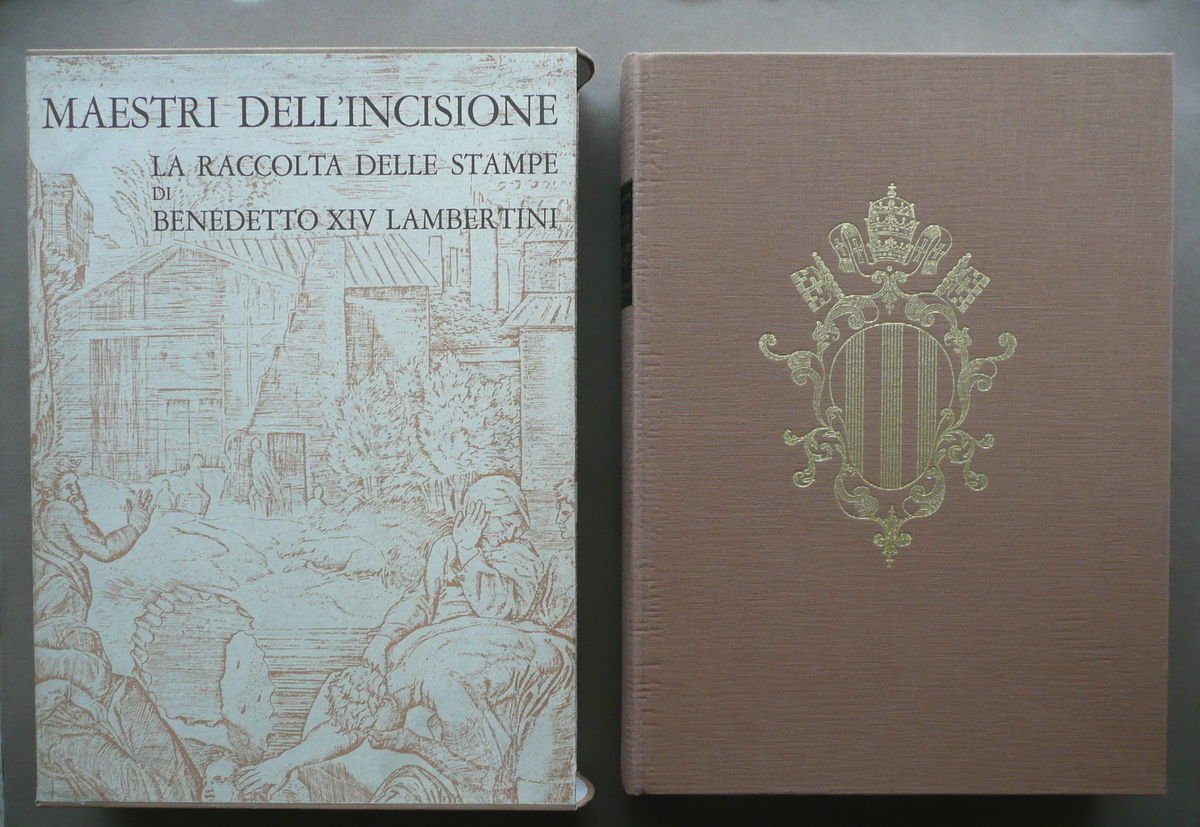 MAESTRI DELL'INCISIONE
LA RACCOLTA DELLE STAMPE
DI
BENEDETTO XIV LAMBERTINI